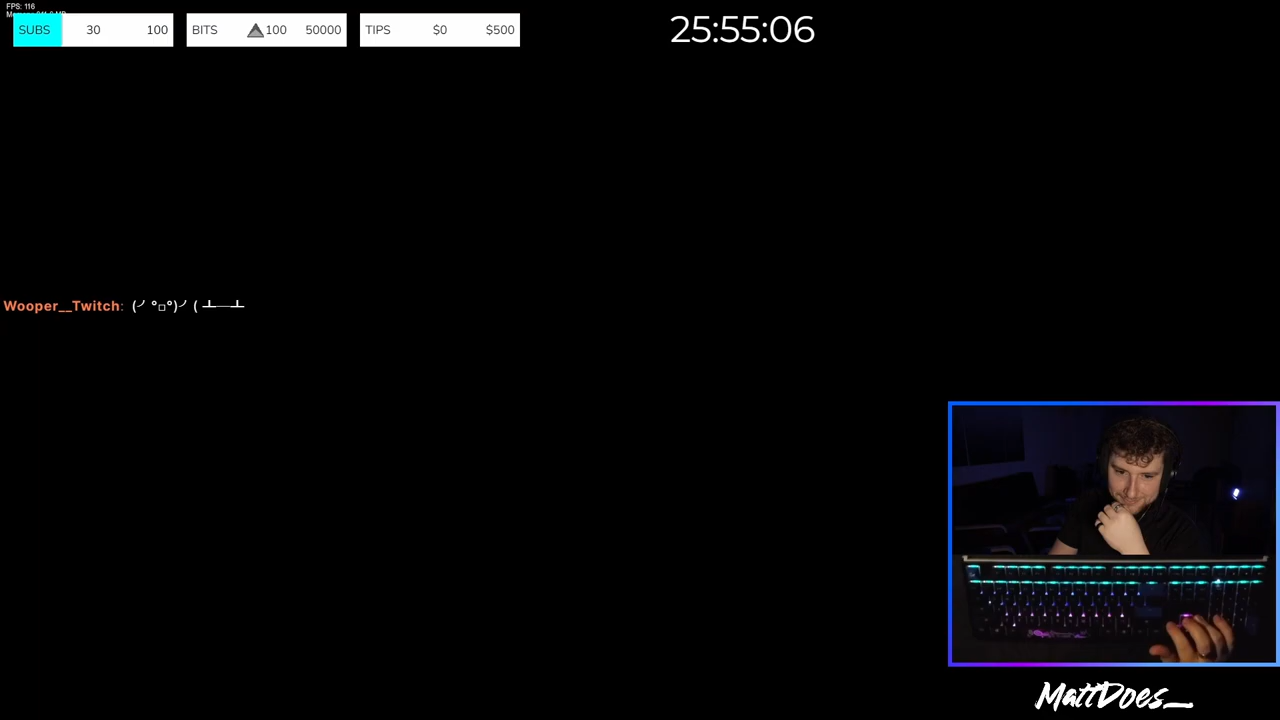 FPS: 116
SUBS 30 100 BITS 100 50000 TIPS $0 $500
25:55:06
Wooper__Twitch: (╯°□°)╯( ┻━┻
MattDoes_